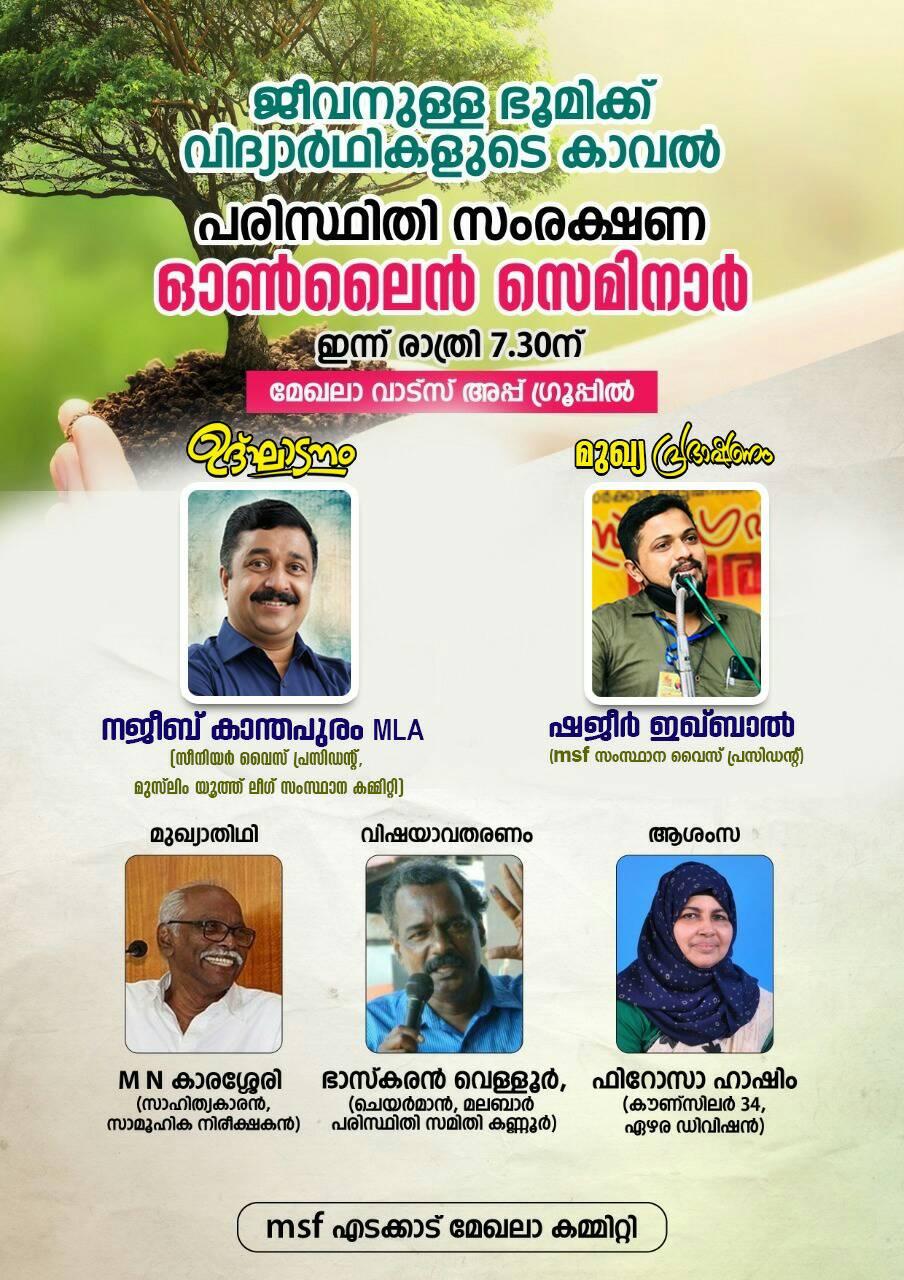 ജീവനുള്ള ഭൂമിക്ക്
വിദ്യാർഥികളുടെ കാവൽ
പരിസ്ഥിതി സംരക്ഷണ
ഓൺലൈൻ സെമിനാർ
ഇന്ന് രാത്രി 7.30ന്
മേഖലാ വാട്സ് അപ്പ് ഗ്രൂപ്പിൽ
ഉദ്ഘാടനം
നജീബ് കാന്തപുരം MLA
(സീനിയർ വൈസ് പ്രസിഡന്റ്,
മുസ്‌ലിം യൂത്ത് ലീഗ് സംസ്ഥാന കമ്മിറ്റി)
മുഖ്യ പ്രഭാഷണം
ഷജീർ ഇഖ്ബാൽ
(msf സംസ്ഥാന വൈസ് പ്രസിഡന്റ്)
മുഖ്യാതിഥി
M N കാരശ്ശേരി
(സാഹിത്യകാരൻ,
സാമൂഹിക നിരീക്ഷകൻ)
വിഷയാവതരണം
ഭാസ്കരൻ വെള്ളൂർ,
(ചെയർമാൻ, മലബാർ
പരിസ്ഥിതി സമിതി കണ്ണൂർ)
ആശംസ
ഫിറോസാ ഹാഷിം
(കൗണ്സിലർ 34,
ഏഴര ഡിവിഷൻ)
msf എടക്കാട് മേഖലാ കമ്മിറ്റി